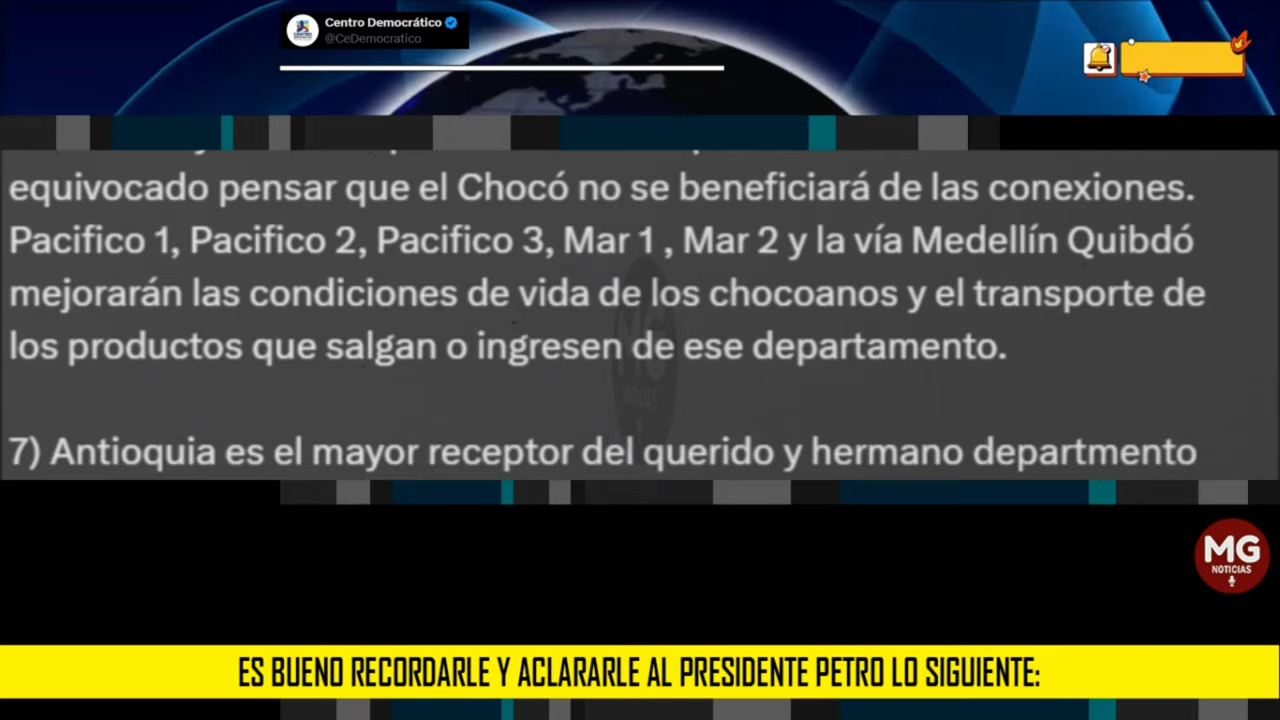 Centro Democrático
@CeDemocratico
equivocado pensar que el Chocó no se beneficiará de las conexiones.
Pacifico 1, Pacifico 2, Pacifico 3, Mar 1 , Mar 2 y la vía Medellín Quibdó
mejorarán las condiciones de vida de los chocoanos y el transporte de
los productos que salgan o ingresen de ese departamento.
7) Antioquia es el mayor receptor del querido y hermano departmento
MG
NOTICIAS
MG
NOTICIAS
ES BUENO RECORDARLE Y ACLARARLE AL PRESIDENTE PETRO LO SIGUIENTE: